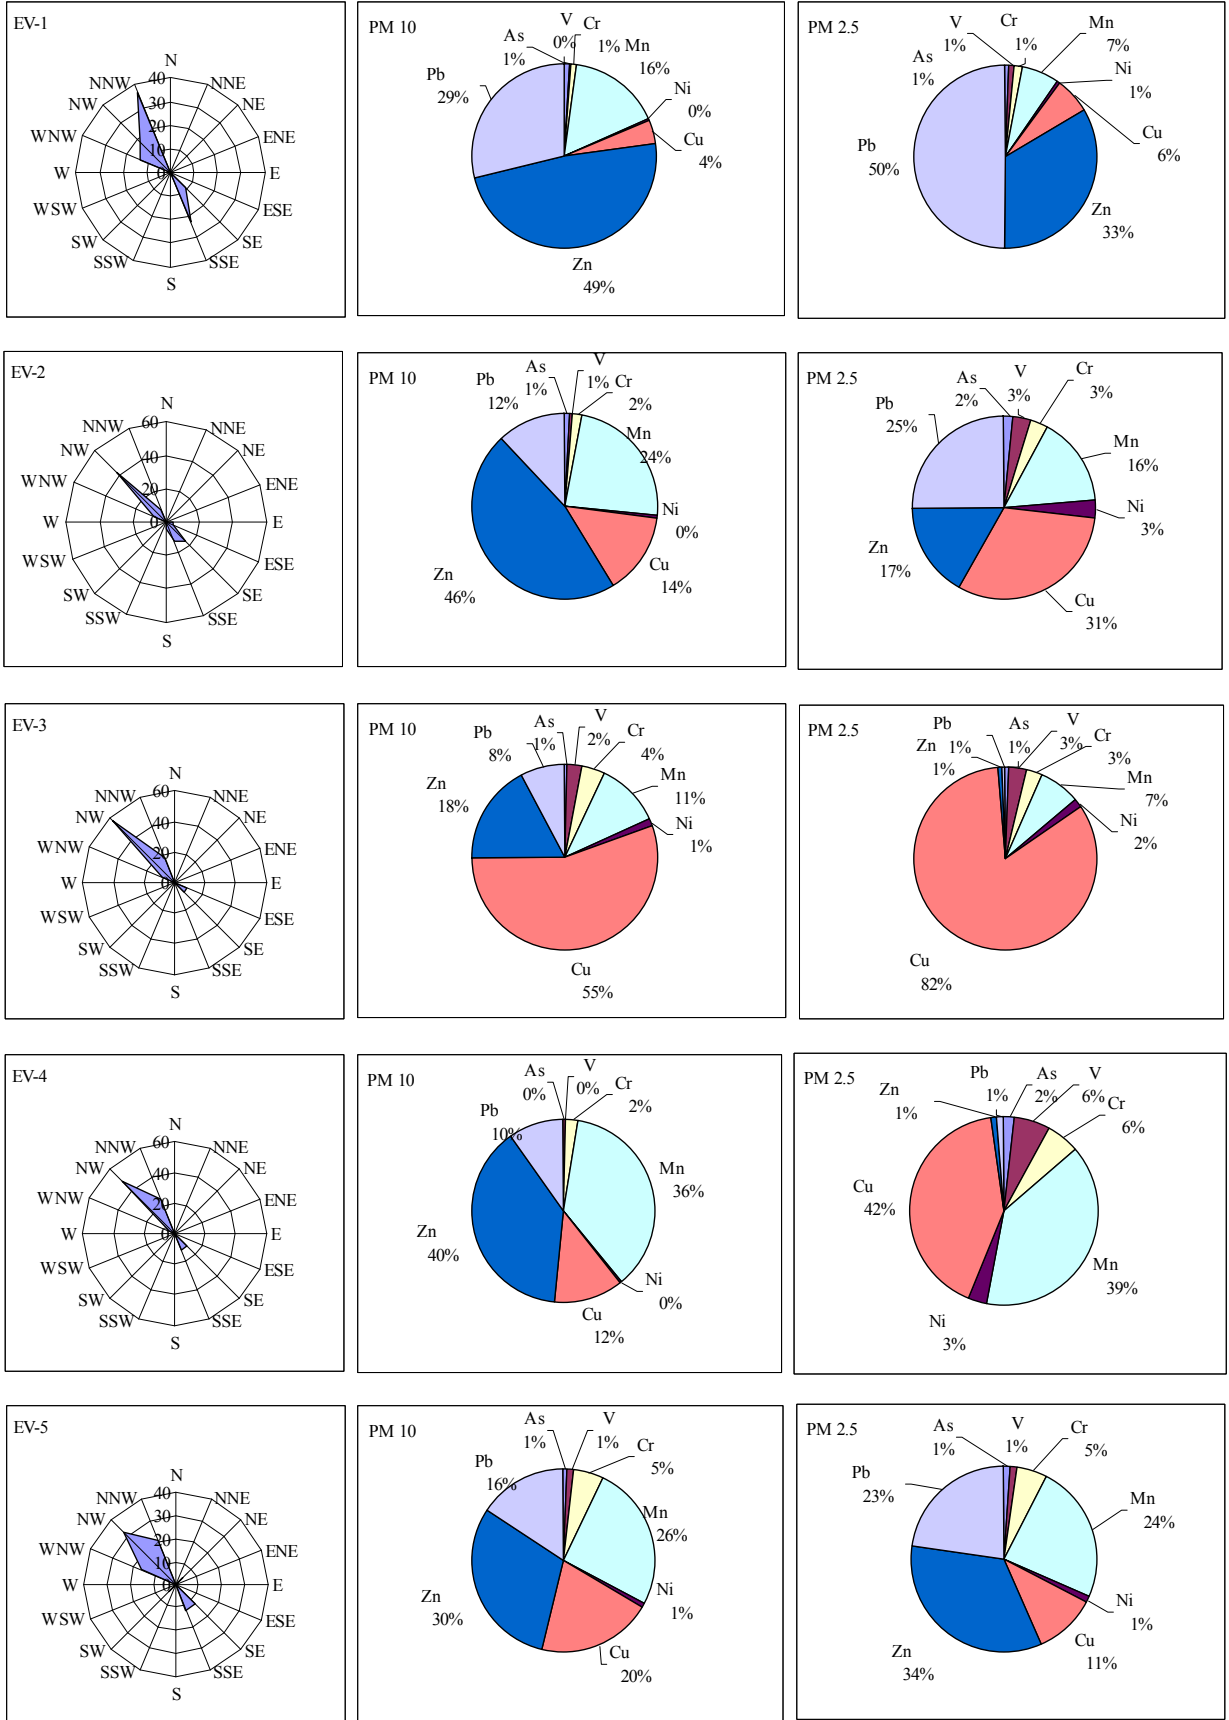 EV-1
N
NNW
NNE
NW
NE
WNW
ENE
W
E
WSW
ESE
SW
SE
SSW
SSE
S
40
30
20
10
0
PM 10
As
1%
V
0%
Cr
1%
Mn
16%
Ni
0%
Cu
4%
Zn
49%
Pb
29%
PM 2.5
As
1%
V
1%
Cr
1%
Mn
7%
Ni
1%
Cu
6%
Zn
33%
Pb
50%
EV-2
N
NNW
NNE
NW
NE
WNW
ENE
W
E
WSW
ESE
SW
SE
SSW
SSE
S
60
40
20
0
PM 10
As
1%
V
1%
Cr
2%
Mn
24%
Ni
0%
Cu
14%
Zn
46%
Pb
12%
PM 2.5
As
2%
V
3%
Cr
3%
Mn
16%
Ni
3%
Cu
31%
Zn
17%
Pb
25%
EV-3
N
NNW
NNE
NW
NE
WNW
ENE
W
E
WSW
ESE
SW
SE
SSW
SSE
S
60
40
20
0
PM 10
As
1%
V
2%
Cr
4%
Mn
11%
Ni
1%
Cu
55%
Zn
18%
Pb
8%
PM 2.5
As
1%
V
3%
Cr
3%
Mn
7%
Ni
2%
Cu
82%
Zn
1%
Pb
1%
EV-4
N
NNW
NNE
NW
NE
WNW
ENE
W
E
WSW
ESE
SW
SE
SSW
SSE
S
60
40
20
0
PM 10
As
0%
V
0%
Cr
2%
Mn
36%
Ni
0%
Cu
12%
Zn
40%
Pb
10%
PM 2.5
As
2%
V
6%
Cr
6%
Mn
39%
Ni
3%
Cu
42%
Zn
1%
Pb
1%
EV-5
N
NNW
NNE
NW
NE
WNW
ENE
W
E
WSW
ESE
SW
SE
SSW
SSE
S
40
30
20
10
0
PM 10
As
1%
V
1%
Cr
5%
Mn
26%
Ni
1%
Cu
20%
Zn
30%
Pb
16%
PM 2.5
As
1%
V
1%
Cr
5%
Mn
24%
Ni
1%
Cu
11%
Zn
34%
Pb
23%